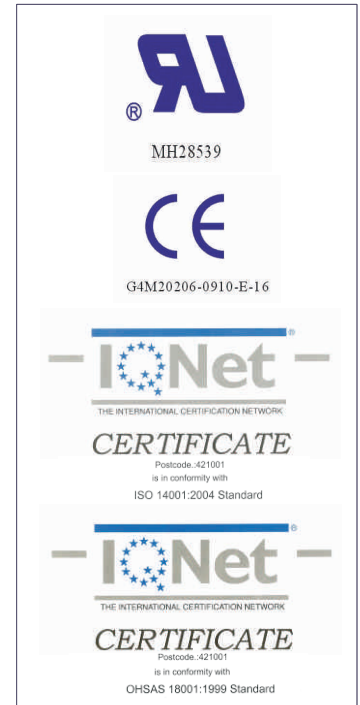 RU
®
MH28539
CE
G4M20206-0910-E-16
®
IQNet
THE INTERNATIONAL CERTIFICATION NETWORK
CERTIFICATE
Postcode.:421001
is in conformity with
ISO 14001:2004 Standard
®
IQNet
THE INTERNATIONAL CERTIFICATION NETWORK
CERTIFICATE
Postcode.:421001
is in conformity with
OHSAS 18001:1999 Standard